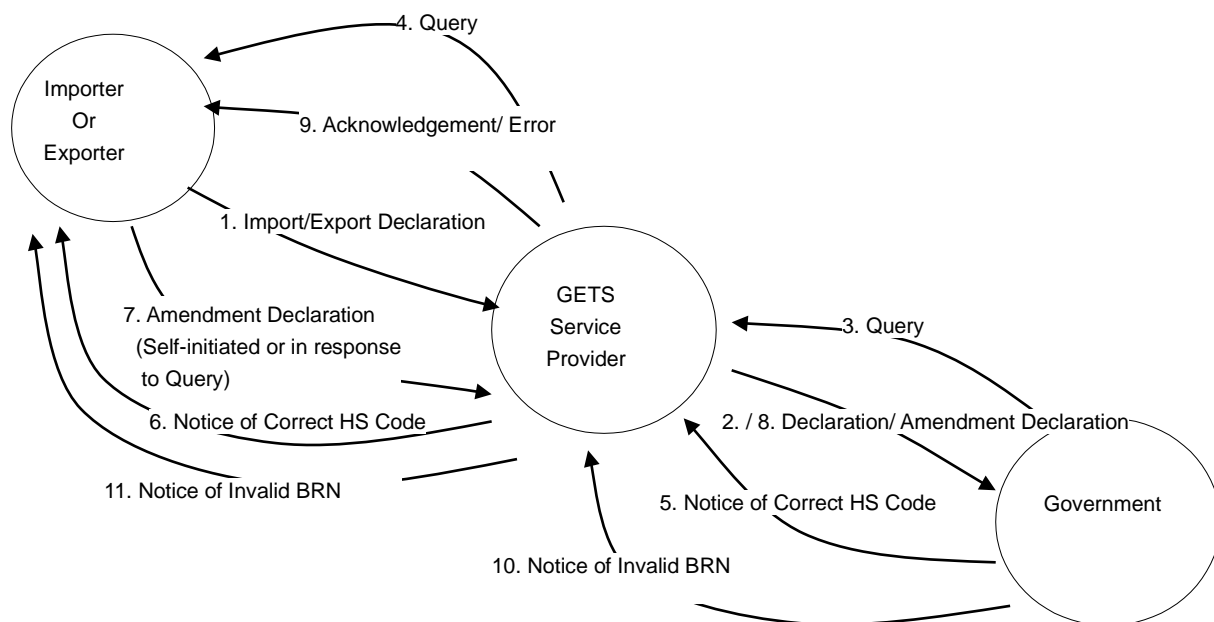 4. Query
Importer
Or
Exporter
9. Acknowledgement/ Error
1. Import/Export Declaration
GETS
Service
Provider
7. Amendment Declaration
(Self-initiated or in response
to Query)
3. Query
6. Notice of Correct HS Code
2. / 8. Declaration/ Amendment Declaration
11. Notice of Invalid BRN
5. Notice of Correct HS Code
Government
10. Notice of Invalid BRN